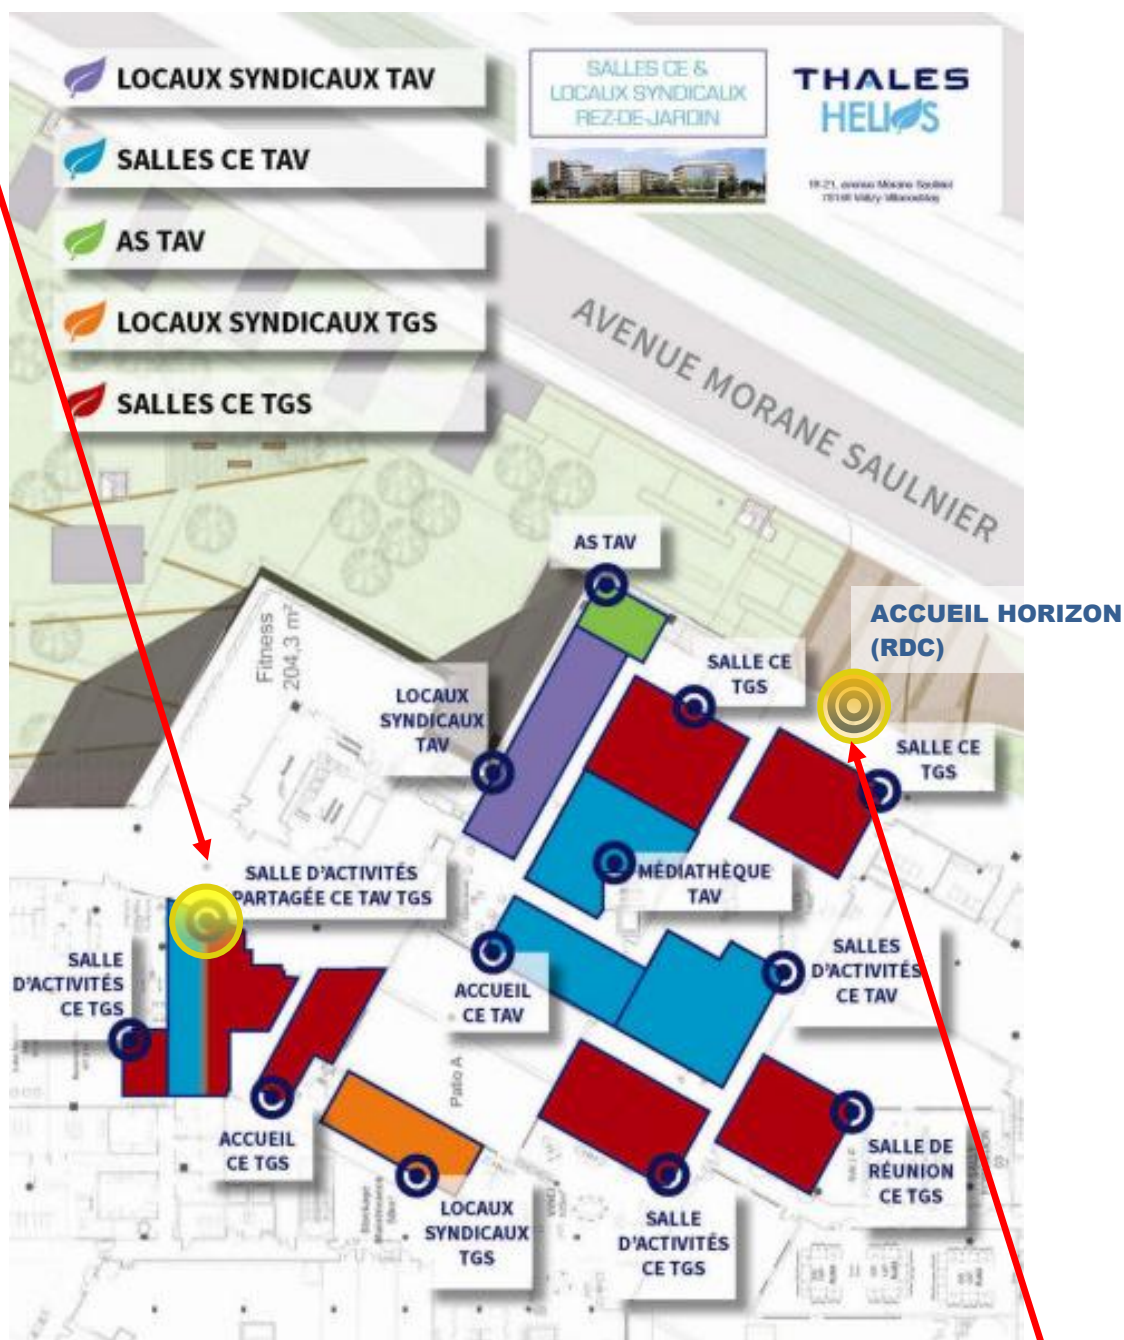 LOCAUX SYNDICAUX TAV
SALLES CE TAV
AS TAV
LOCAUX SYNDICAUX TGS
SALLES CE TGS
SALLES CE &
LOCAUX SYNDICAUX
REZ-DE-JARDIN
THALES
HELIOS
avenue Morane Saulnier
AVENUE MORANE SAULNIER
AS TAV
ACCUEIL HORIZON
(RDC)
Fitness
204,3 m²
SALLE CE
TGS
LOCAUX
SYNDICAUX
TAV
SALLE CE
TGS
SALLE D'ACTIVITÉS
PARTAGÉE CE TAV TGS
MÉDIATHÈQUE
TAV
SALLE
D'ACTIVITÉS
CE TGS
ACCUEIL
CE TAV
SALLES
D'ACTIVITÉS
CE TAV
Patio A
ACCUEIL
CE TGS
SALLE DE
RÉUNION
CE TGS
LOCAUX
SYNDICAUX
TGS
SALLE
D'ACTIVITÉS
CE TGS